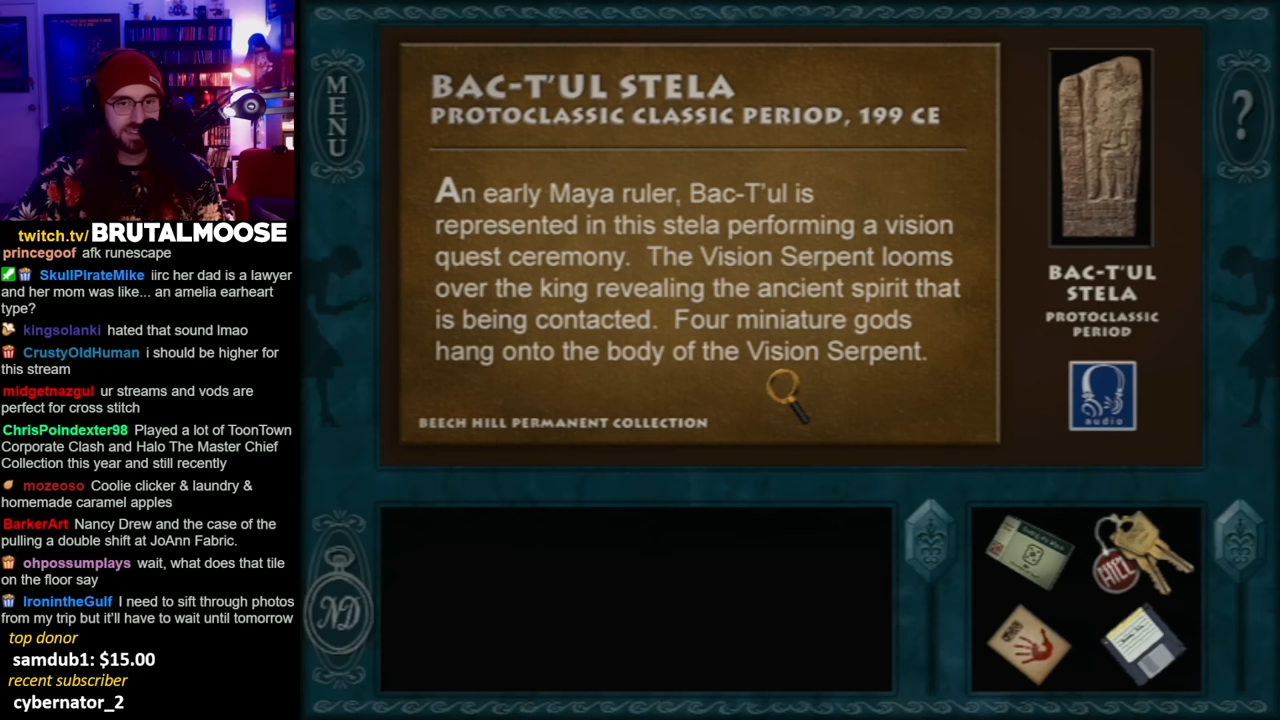 twitch.tv/BRUTALMOOSE
princegoof afk runescape
SkullPirateMike iirc her dad is a lawyer
and her mom was like... an amelia earheart
type?
kingsolanki hated that sound lmao
CrustyOldHuman i should be higher for
this stream
midgetnazgul ur streams and vods are
perfect for cross stitch
ChrisPoindexter98 Played a lot of ToonTown
Corporate Clash and Halo The Master Chief
Collection this year and still recently
mozeoso Coolie clicker & laundry &
homemade caramel apples
BarkerArt Nancy Drew and the case of the
pulling a double shift at JoAnn Fabric.
ohpossumplays wait, what does that tile
on the floor say
IronintheGulf I need to sift through photos
from my trip but it'll have to wait until tomorrow
top donor
samdub1: $15.00
recent subscriber
cybernator_2
MENU
BAC-T'UL STELA
PROTOCLASSIC CLASSIC PERIOD, 199 CE
An early Maya ruler, Bac-T'ul is
represented in this stela performing a vision
quest ceremony. The Vision Serpent looms
over the king revealing the ancient spirit that
is being contacted. Four miniature gods
hang onto the body of the Vision Serpent.
BEECH HILL PERMANENT COLLECTION
BAC-T'UL
STELA
PROTOCLASSIC
PERIOD
audio
?
ND
HILL